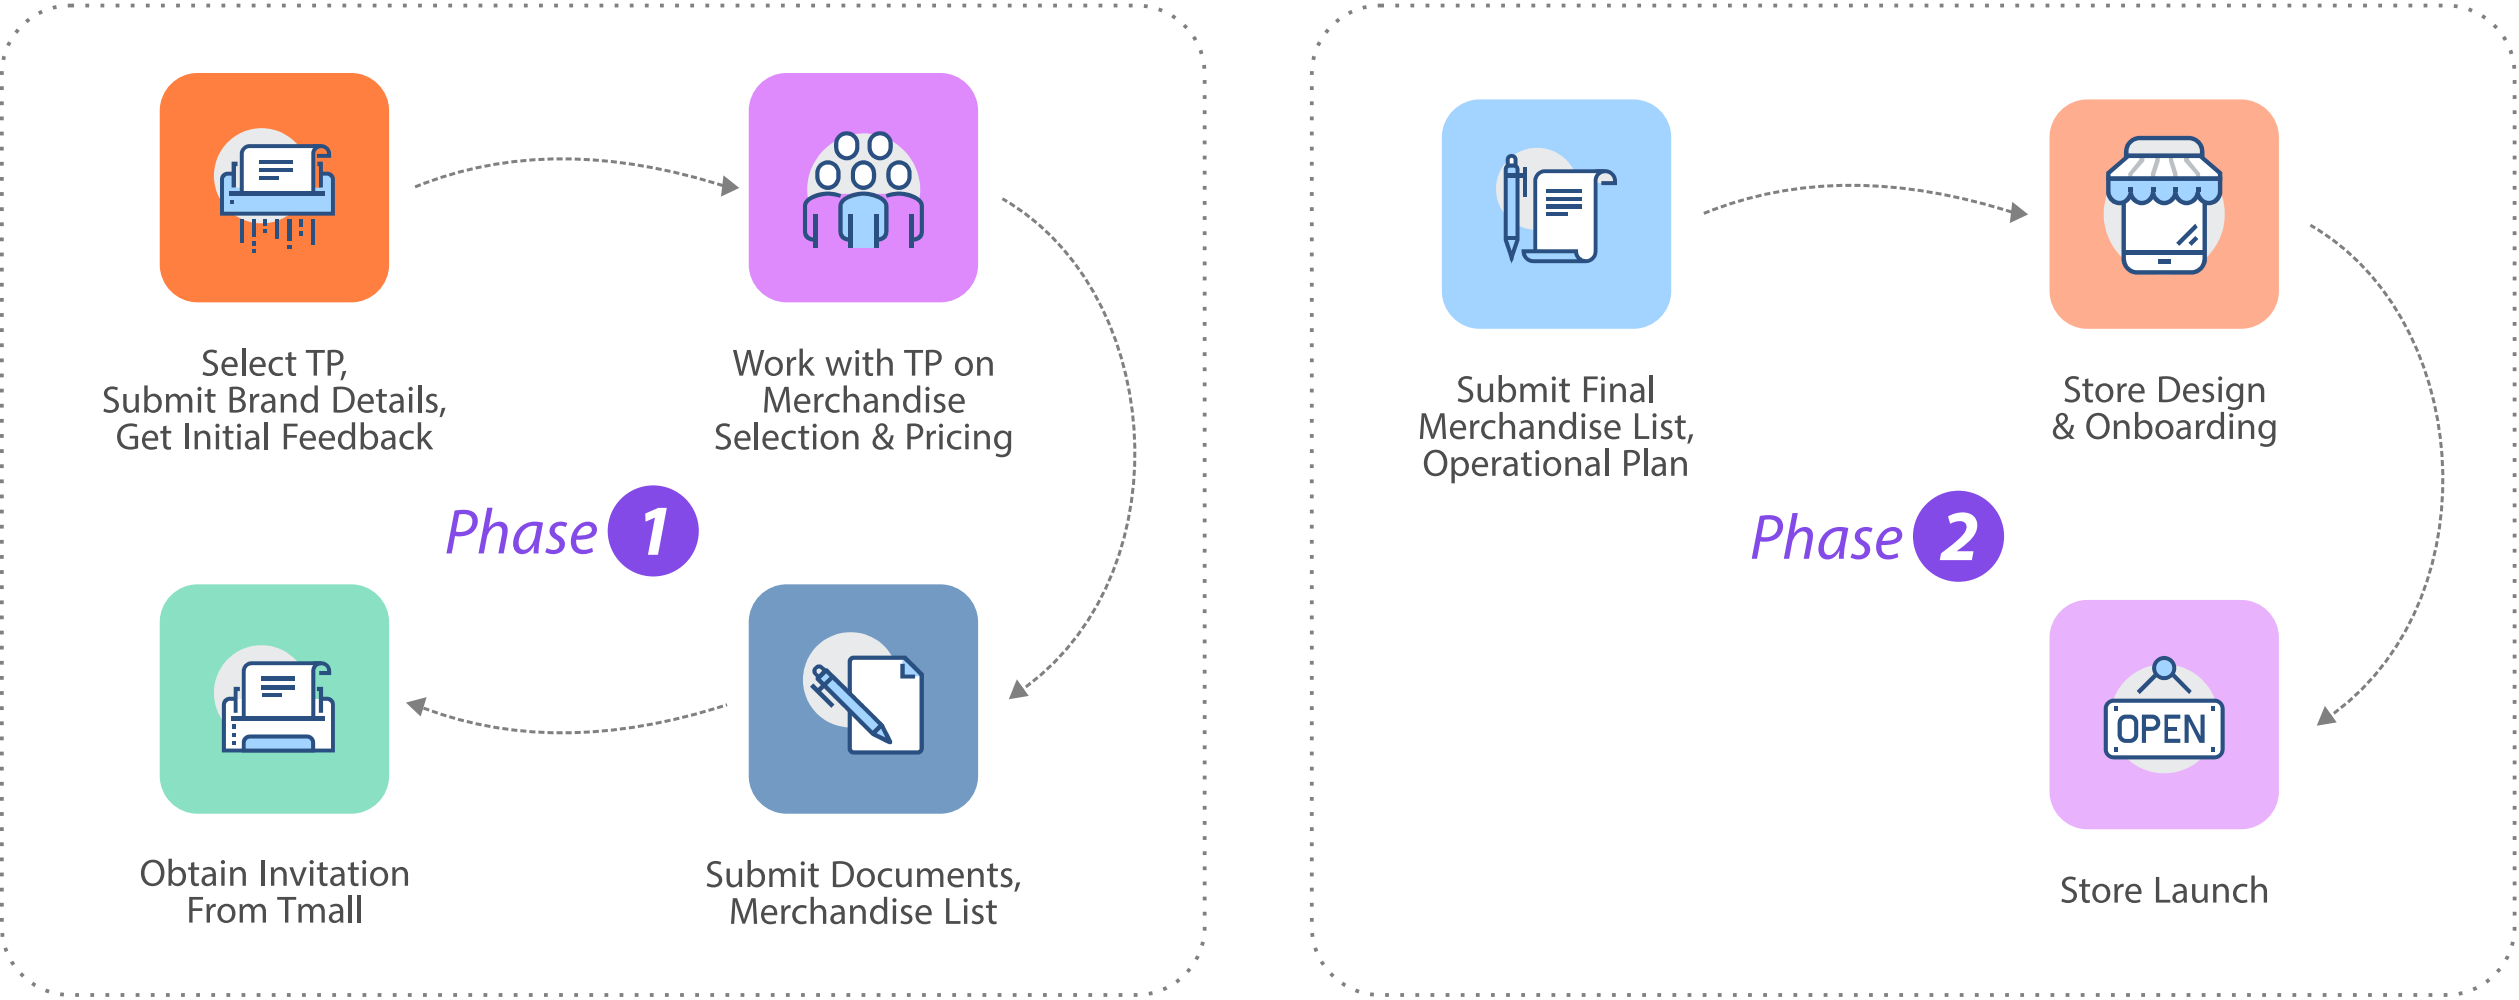 Select TP,
Submit Brand Details,
Get Initial Feedback
Work with TP on
Merchandise
Selection & Pricing
Phase 1
Submit Documents,
Merchandise List
Obtain Invitation
From Tmall
Submit Final
Merchandise List,
Operational Plan
Store Design
& Onboarding
Phase 2
OPEN
Store Launch